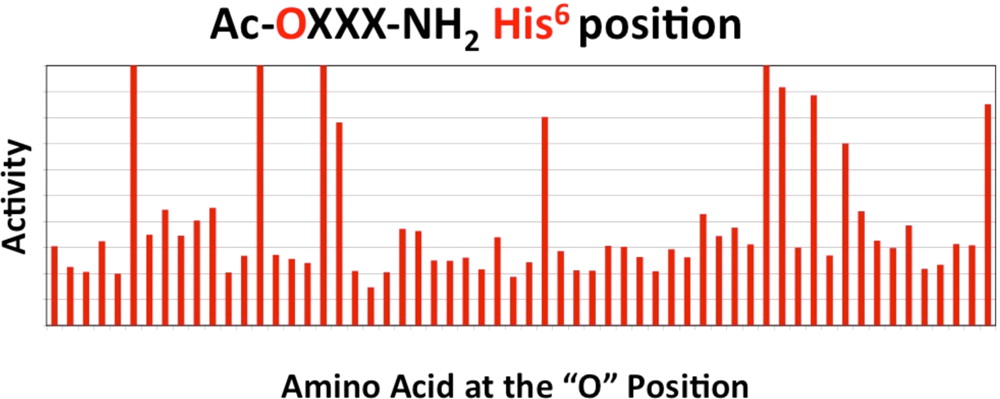 Ac-OXXX-NH₂ His⁶ position
Activity
Amino Acid at the “O” Position